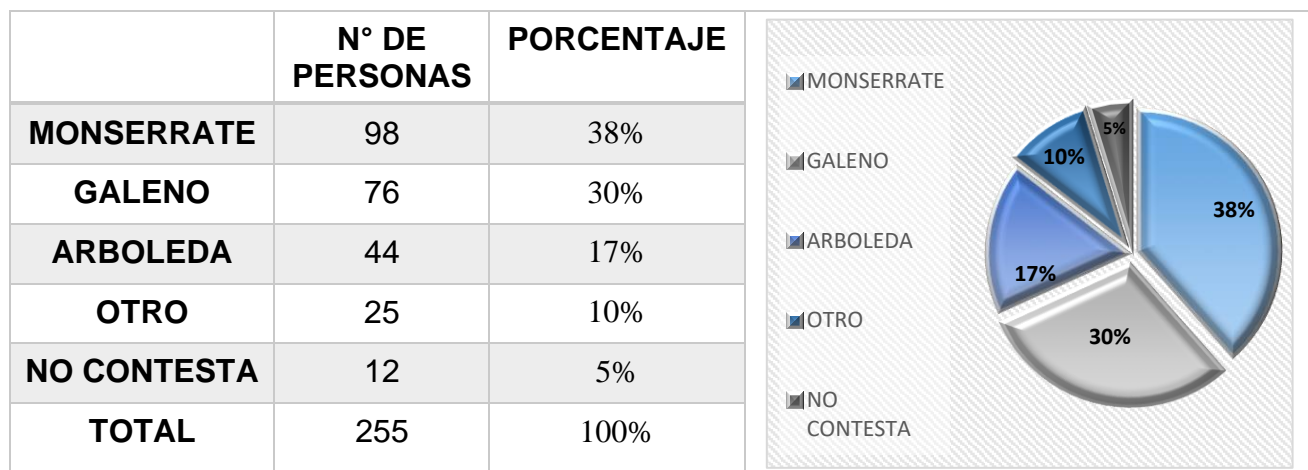 N° DE PERSONAS PORCENTAJE
MONSERRATE 98 38%
GALENO 76 30%
ARBOLEDA 44 17%
OTRO 25 10%
NO CONTESTA 12 5%
TOTAL 255 100%
MONSERRATE
GALENO
ARBOLEDA
OTRO
NO
CONTESTA
5%
10%
38%
17%
30%